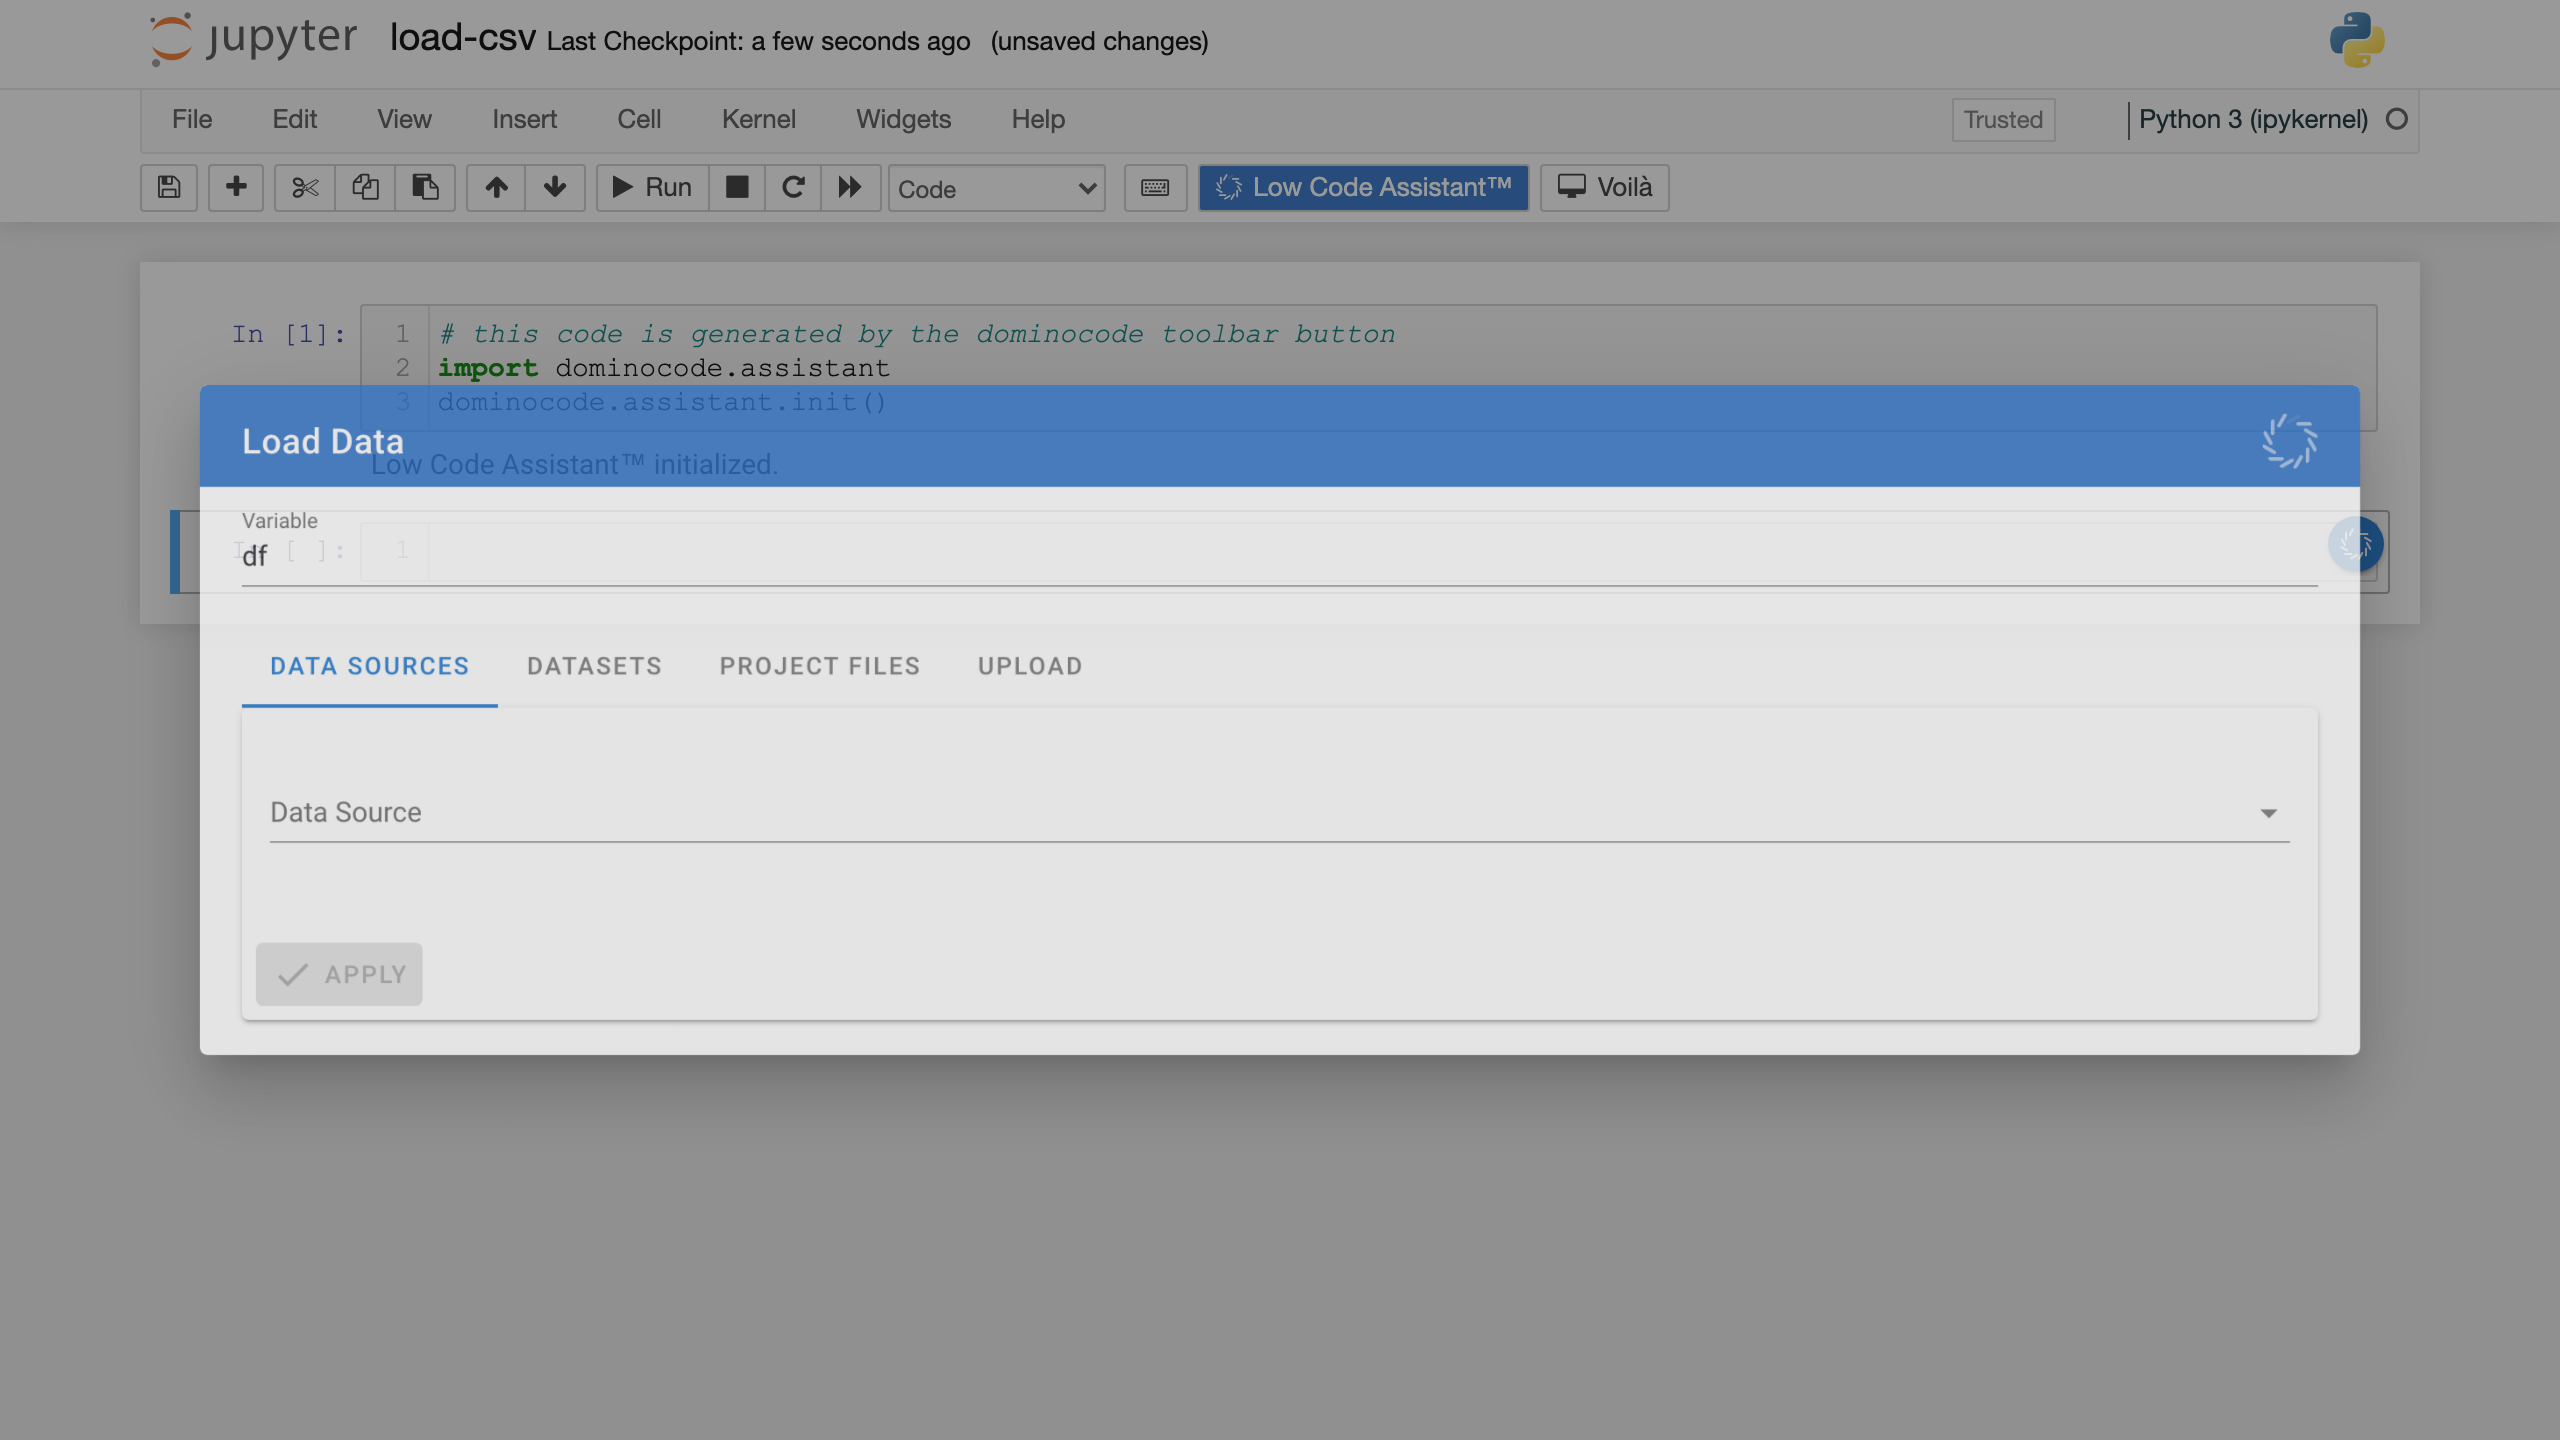 jupyter load-csv Last Checkpoint: a few seconds ago (unsaved changes)
File Edit View Insert Cell Kernel Widgets Help Trusted Python 3 (ipykernel)
Run Code Low Code Assistant™ Voilà
In [1]: 1 # this code is generated by the dominocode toolbar button
2 import dominocode.assistant
3 dominocode.assistant.init()
Load Data
Low Code Assistant™ initialized.
Variable
In [ ]: 1
df
DATA SOURCES DATASETS PROJECT FILES UPLOAD
Data Source
APPLY